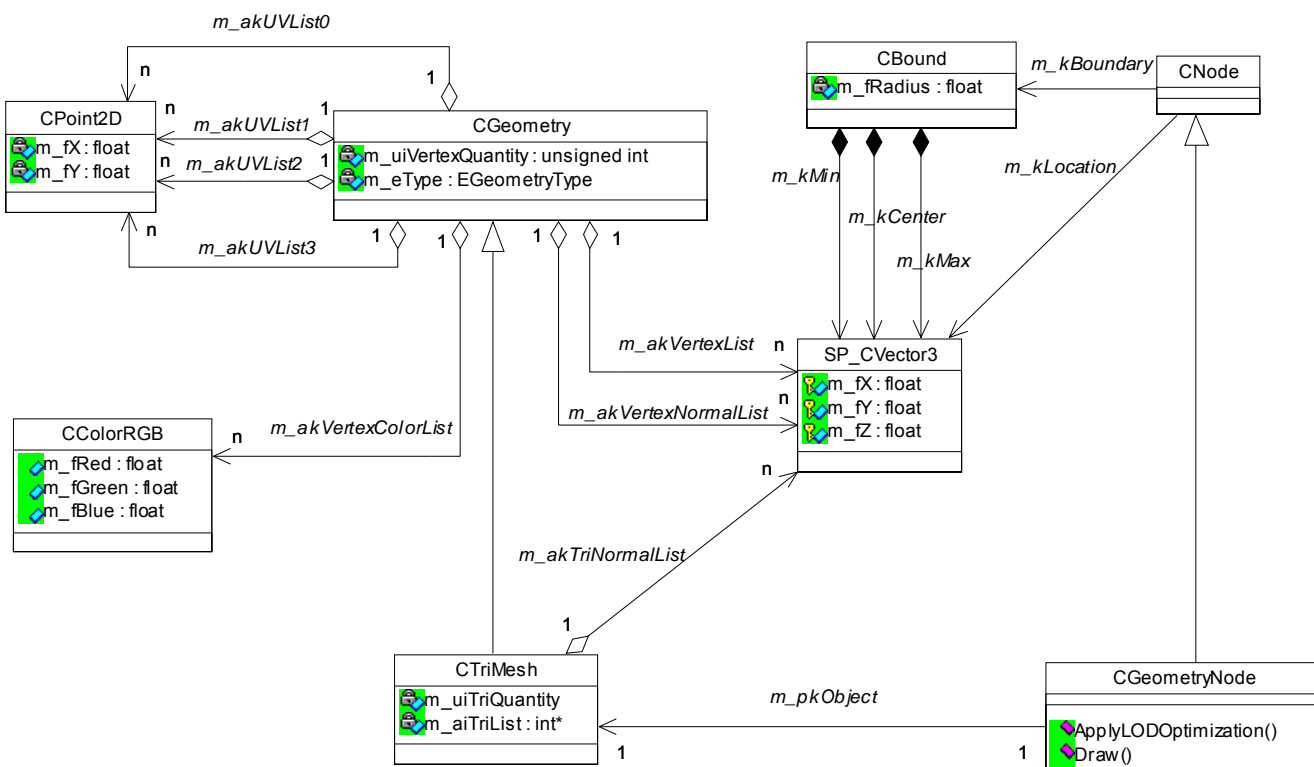 m_akUVList0
n
1
CPoint2D
m_fX : float
m_fY : float
n
m_akUVList1
1
n
m_akUVList2
1
n
m_akUVList3
1
CGeometry
m_uiVertexQuantity : unsigned int
m_eType : EGeometryType
1
1
1
CBound
m_fRadius : float
m_kBoundary
CNode
m_kMin
m_kCenter
m_kMax
m_kLocation
m_akVertexList
n
m_akVertexNormalList
n
SP_CVector3
m_fX : float
m_fY : float
m_fZ : float
n
CColorRGB
m_fRed : float
m_fGreen : float
m_fBlue : float
n
m_akVertexColorList
m_akTriNormalList
1
CTriMesh
m_uiTriQuantity
m_aiTriList : int*
m_pkObject
1
1
CGeometryNode
ApplyLODOptimization()
Draw()